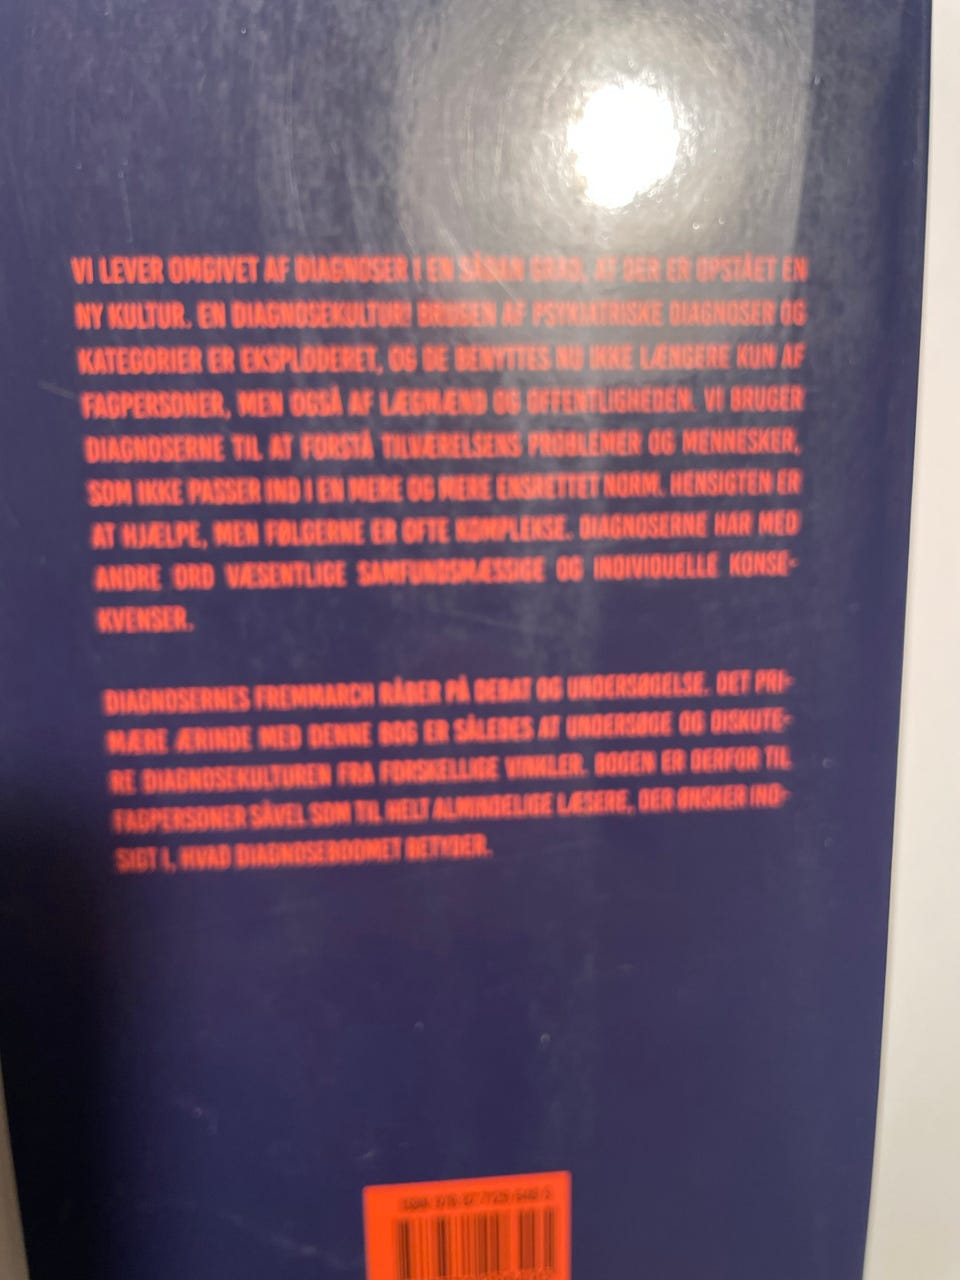 VI LEVER OMGIVET AF DIAGNOSER I EN SÅDAN GRAD, AT DER ER OPSTÅET EN
NY KULTUR. EN DIAGNOSEKULTUR! BRUGEN AF PSYKIATRISKE DIAGNOSER OG
KATEGORIER ER EKSPLODERET, OG DE BENYTTES NU IKKE LÆNGERE KUN AF
FAGPERSONER, MEN OGSÅ AF LÆGMÆND OG OFFENTLIGHEDEN. VI BRUGER
DIAGNOSERNE TIL AT FORSTÅ TILVÆRELSENS PROBLEMER OG MENNESKER,
SOM IKKE PASSER IND I EN MERE OG MERE ENSRETTET NORM. HENSIGTEN ER
AT HJÆLPE, MEN FØLGERNE ER OFTE KOMPLEKSE. DIAGNOSERNE HAR MED
ANDRE ORD VÆSENTLIGE SAMFUNDSMÆSSIGE OG INDIVIDUELLE KONSE-
KVENSER.
DIAGNOSERNES FREMMARCH RÅBER PÅ DEBAT OG UNDERSØGELSE. DET PRI-
MÆRE ÆRINDE MED DENNE BOG ER SÅLEDES AT UNDERSØGE OG DISKUTE-
RE DIAGNOSEKULTUREN FRA FORSKELLIGE VINKLER. BOGEN ER DERFOR TIL
FAGPERSONER SÅVEL SOM TIL HELT ALMINDELIGE LÆSERE, DER ØNSKER IND-
SIGT I, HVAD DIAGNOSEBOOMET BETYDER.
ISBN